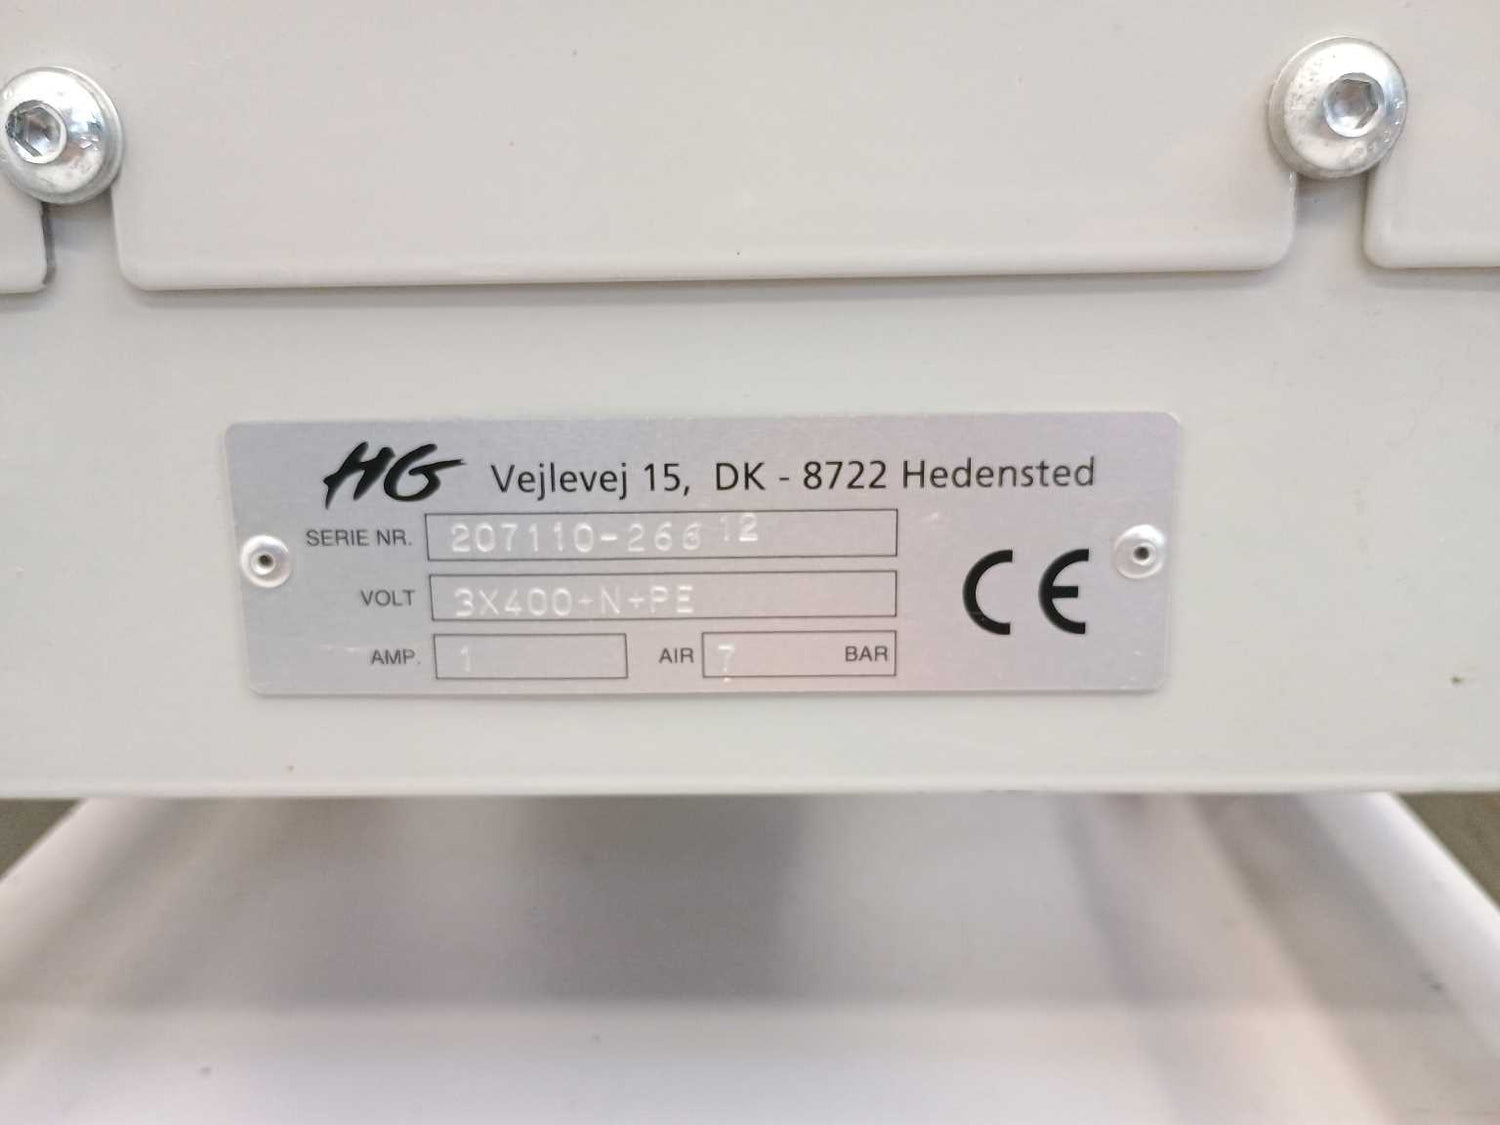 HG Vejlevej 15, DK - 8722 Hedensted
SERIE NR. 207110-266 12
VOLT 3X400+N+PE
AMP. 1 AIR 7 BAR
CE